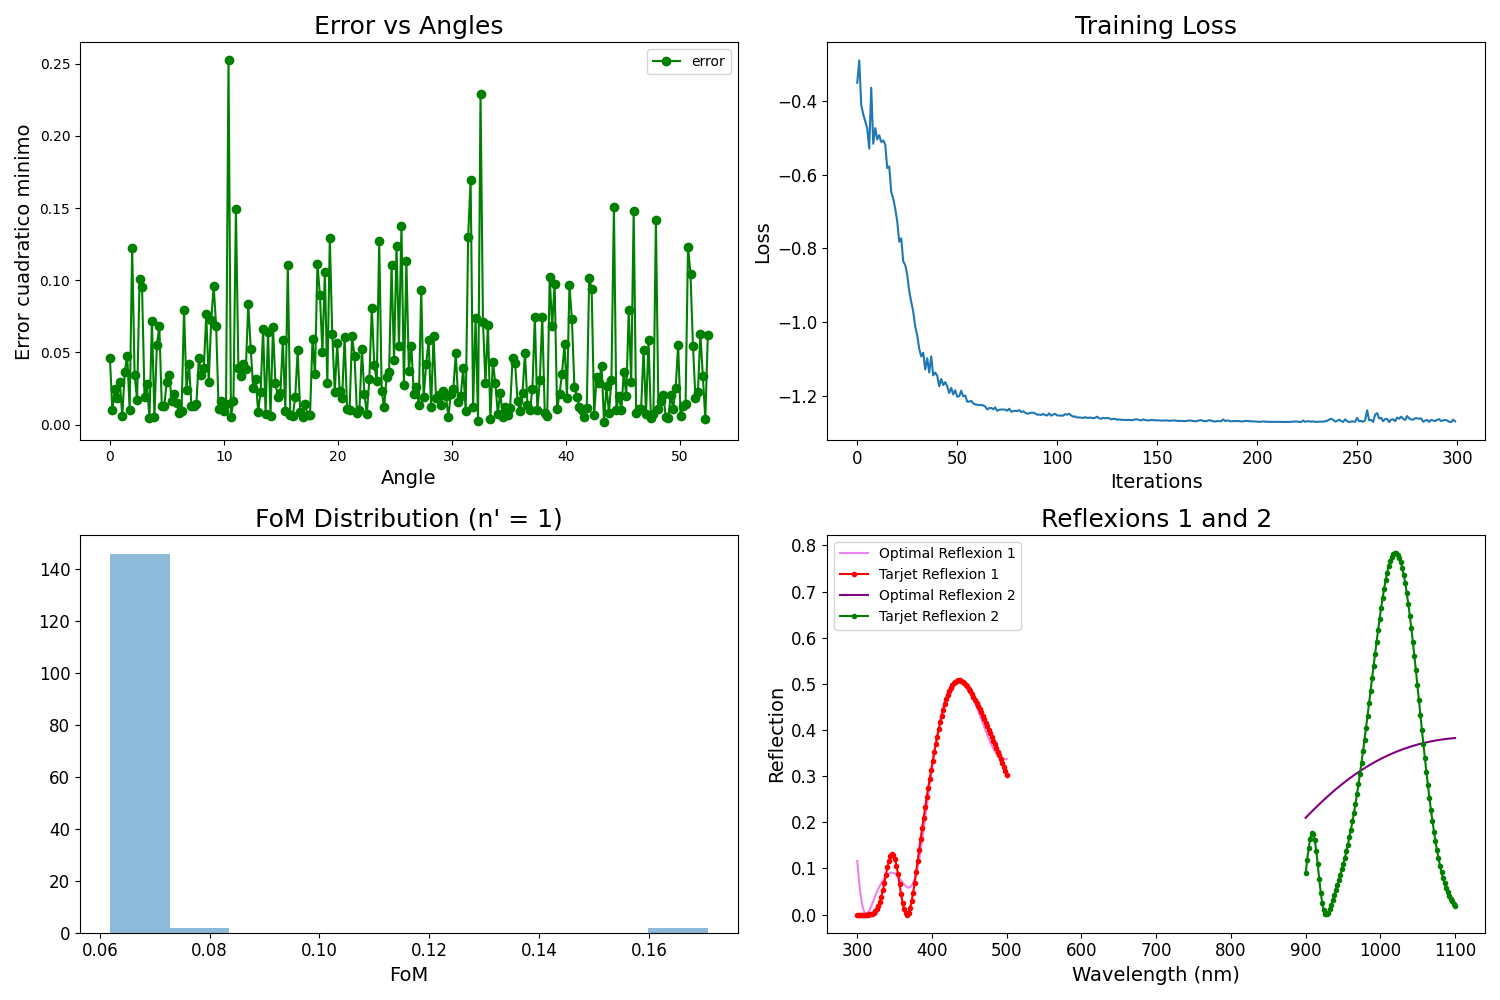 Error vs Angles
error
Error cuadratico minimo
0.25
0.20
0.15
0.10
0.05
0.00
0 10 20 30 40 50
Angle
Training Loss
Loss
−0.4
−0.6
−0.8
−1.0
−1.2
0 50 100 150 200 250 300
Iterations
FoM Distribution (n' = 1)
140
120
100
80
60
40
20
0
0.06 0.08 0.10 0.12 0.14 0.16
FoM
Reflexions 1 and 2
Optimal Reflexion 1
Tarjet Reflexion 1
Optimal Reflexion 2
Tarjet Reflexion 2
Reflection
0.8
0.7
0.6
0.5
0.4
0.3
0.2
0.1
0.0
300 400 500 600 700 800 900 1000 1100
Wavelength (nm)